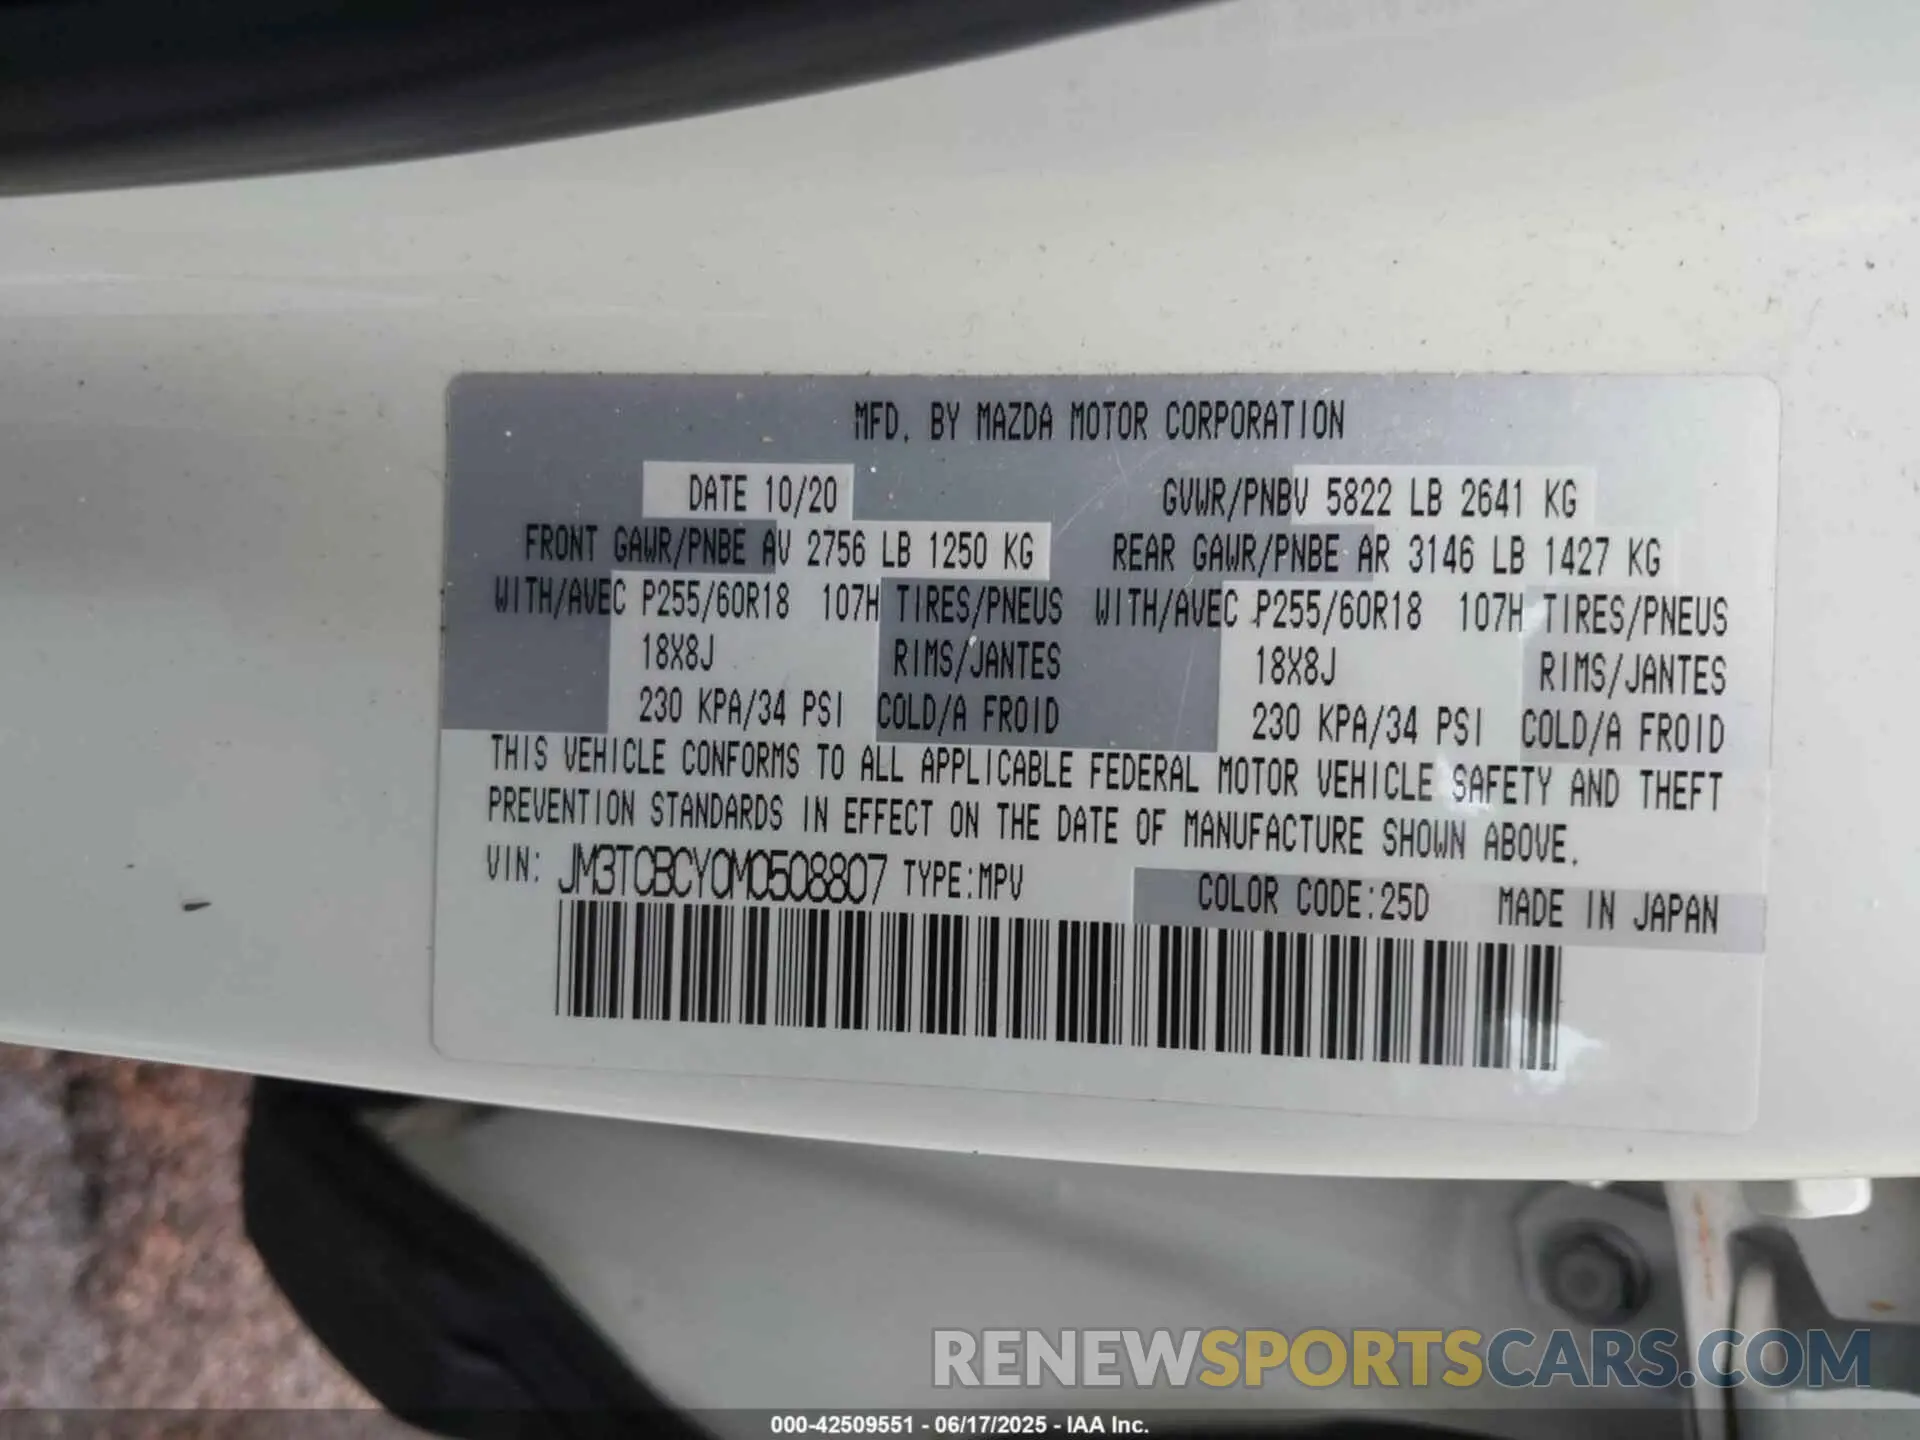 MFD. BY MAZDA MOTOR CORPORATION
DATE 10/20 GVWR/PNBV 5822 LB 2641 KG
FRONT GAWR/PNBE AV 2756 LB 1250 KG REAR GAWR/PNBE AR 3146 LB 1427 KG
WITH/AVEC P255/60R18 107H TIRES/PNEUS WITH/AVEC P255/60R18 107H TIRES/PNEUS
18X8J RIMS/JANTES 18X8J RIMS/JANTES
230 KPA/34 PSI COLD/A FROID 230 KPA/34 PSI COLD/A FROID
THIS VEHICLE CONFORMS TO ALL APPLICABLE FEDERAL MOTOR VEHICLE SAFETY AND THEFT
PREVENTION STANDARDS IN EFFECT ON THE DATE OF MANUFACTURE SHOWN ABOVE.
VIN: JM3TCBCY0M0508807 TYPE:MPV COLOR CODE:25D MADE IN JAPAN
RENEWSPORTSCARS.COM
000-42509551 - 06/17/2025 - IAA Inc.